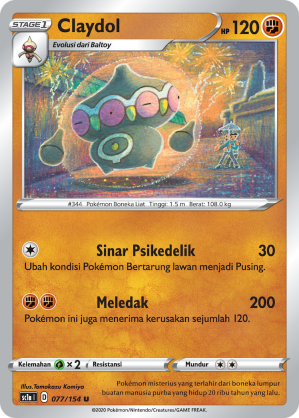 STAGE 1
Claydol
HP 120
Evolusi dari Baltoy
#344 Pokémon Boneka Liat Tinggi: 1.5 m Berat: 108.0 kg
Sinar Psikedelik 30
Ubah kondisi Pokémon Bertarung lawan menjadi Pusing.
Meledak 200
Pokémon ini juga menerima kerusakan sejumlah 120.
Kelemahan ×2 Resistansi Mundur
Illus.Tomokazu Komiya
sc1a I D 077/154 U
Pokémon misterius yang terlahir dari boneka lumpur
buatan manusia purba yang hidup 20 ribu tahun yang lalu.
©2020 Pokémon/Nintendo/Creatures/GAME FREAK.